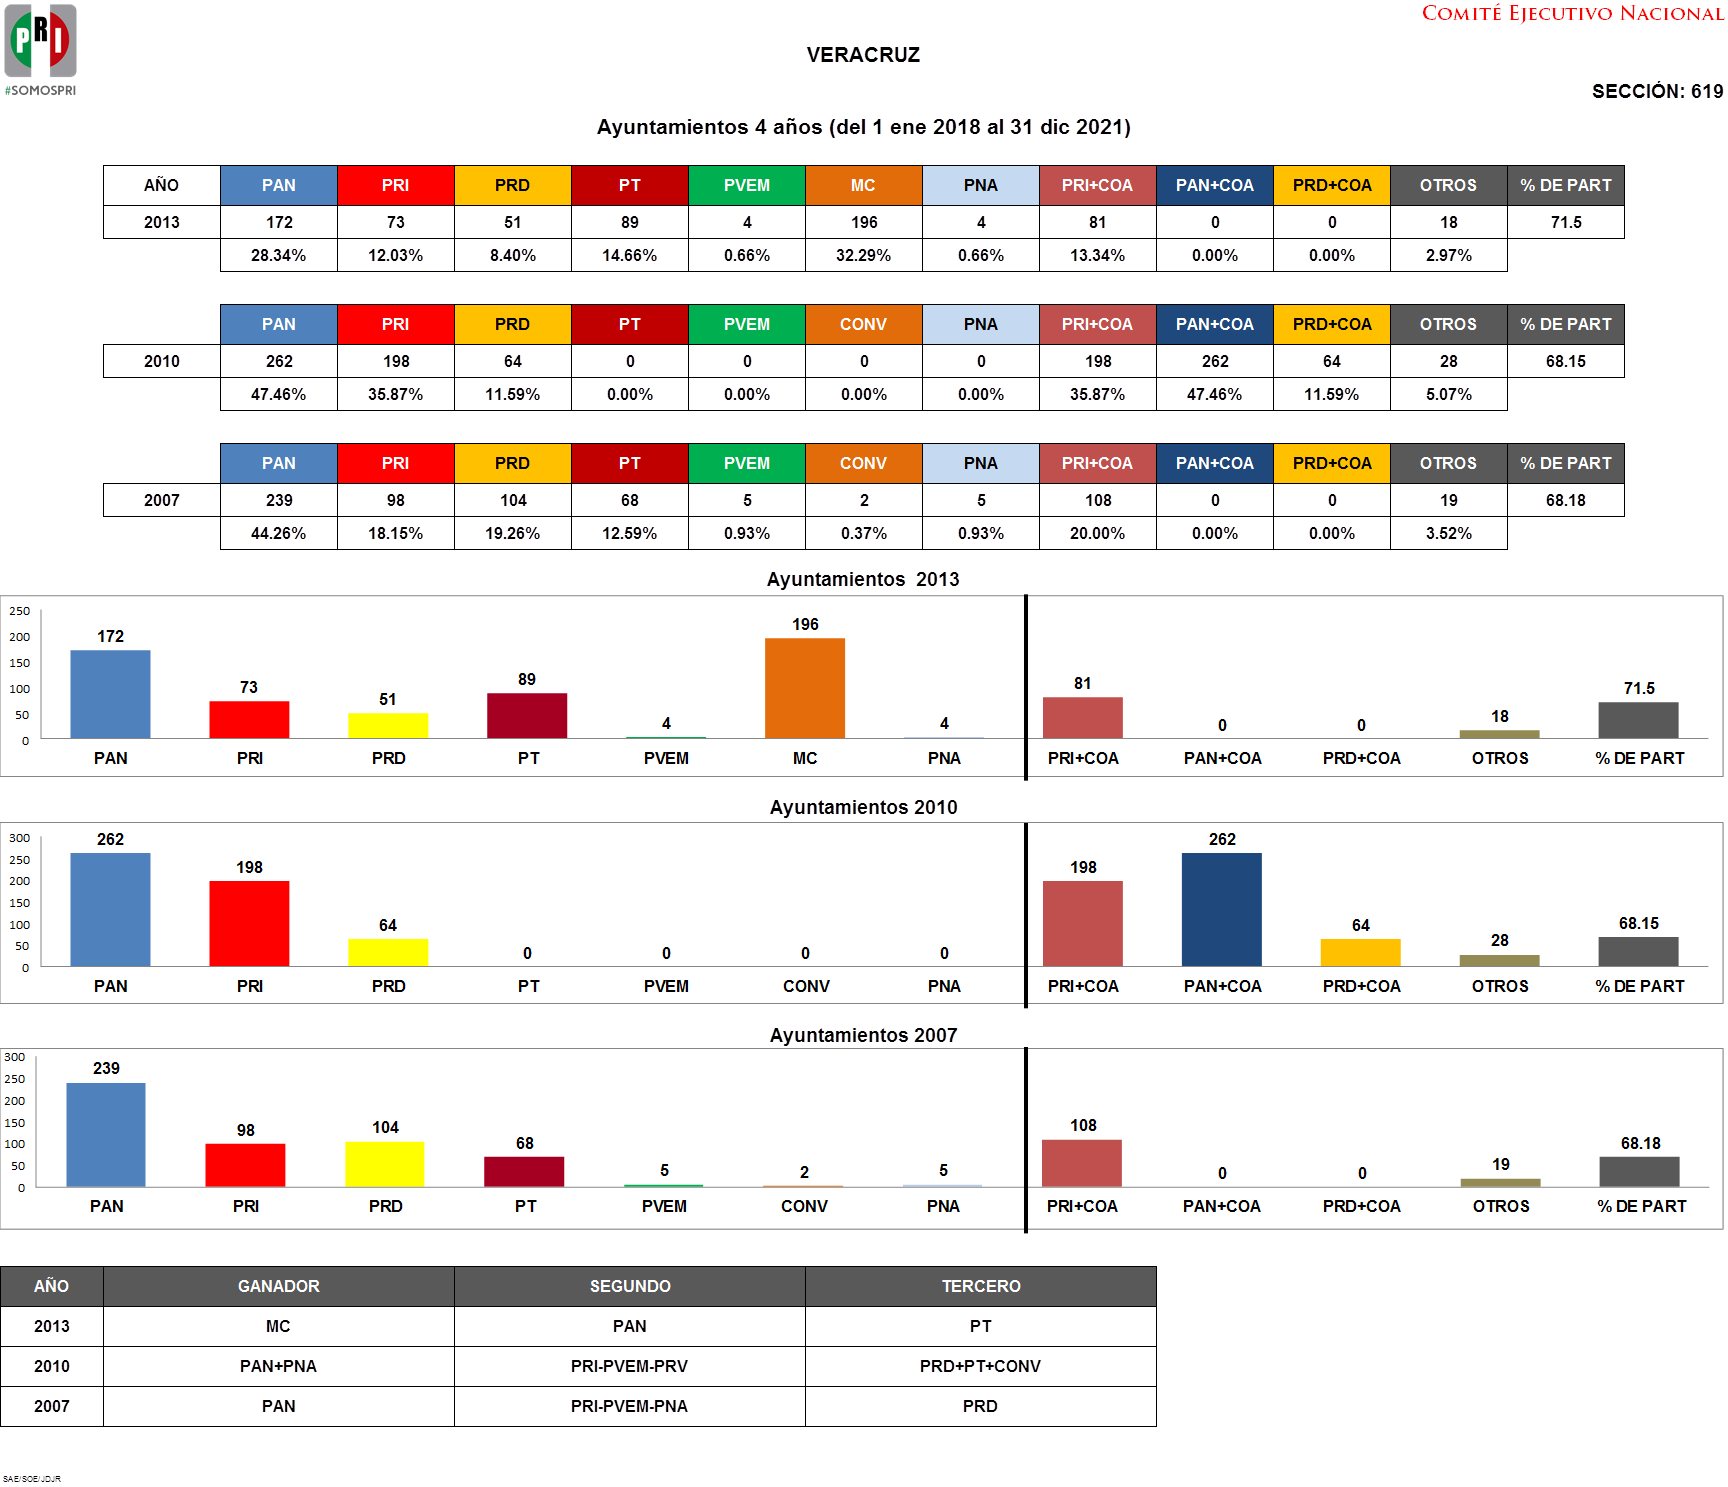 PRI
#SOMOSPRI
COMITÉ EJECUTIVO NACIONAL
VERACRUZ
SECCIÓN: 619
Ayuntamientos 4 años (del 1 ene 2018 al 31 dic 2021)
AÑO PAN PRI PRD PT PVEM MC PNA PRI+COA PAN+COA PRD+COA OTROS % DE PART
2013 172 73 51 89 4 196 4 81 0 0 18 71.5
28.34% 12.03% 8.40% 14.66% 0.66% 32.29% 0.66% 13.34% 0.00% 0.00% 2.97%
PAN PRI PRD PT PVEM CONV PNA PRI+COA PAN+COA PRD+COA OTROS % DE PART
2010 262 198 64 0 0 0 0 198 262 64 28 68.15
47.46% 35.87% 11.59% 0.00% 0.00% 0.00% 0.00% 35.87% 47.46% 11.59% 5.07%
PAN PRI PRD PT PVEM CONV PNA PRI+COA PAN+COA PRD+COA OTROS % DE PART
2007 239 98 104 68 5 2 5 108 0 0 19 68.18
44.26% 18.15% 19.26% 12.59% 0.93% 0.37% 0.93% 20.00% 0.00% 0.00% 3.52%
Ayuntamientos 2013
250
200
150
100
50
0
172 73 51 89 4 196 4 81 0 0 18 71.5
PAN PRI PRD PT PVEM MC PNA PRI+COA PAN+COA PRD+COA OTROS % DE PART
Ayuntamientos 2010
300
250
200
150
100
50
0
262 198 64 0 0 0 0 198 262 64 28 68.15
PAN PRI PRD PT PVEM CONV PNA PRI+COA PAN+COA PRD+COA OTROS % DE PART
Ayuntamientos 2007
300
250
200
150
100
50
0
239 98 104 68 5 2 5 108 0 0 19 68.18
PAN PRI PRD PT PVEM CONV PNA PRI+COA PAN+COA PRD+COA OTROS % DE PART
AÑO GANADOR SEGUNDO TERCERO
2013 MC PAN PT
2010 PAN+PNA PRI-PVEM-PRV PRD+PT+CONV
2007 PAN PRI-PVEM-PNA PRD
SAE/SOE/JDJR